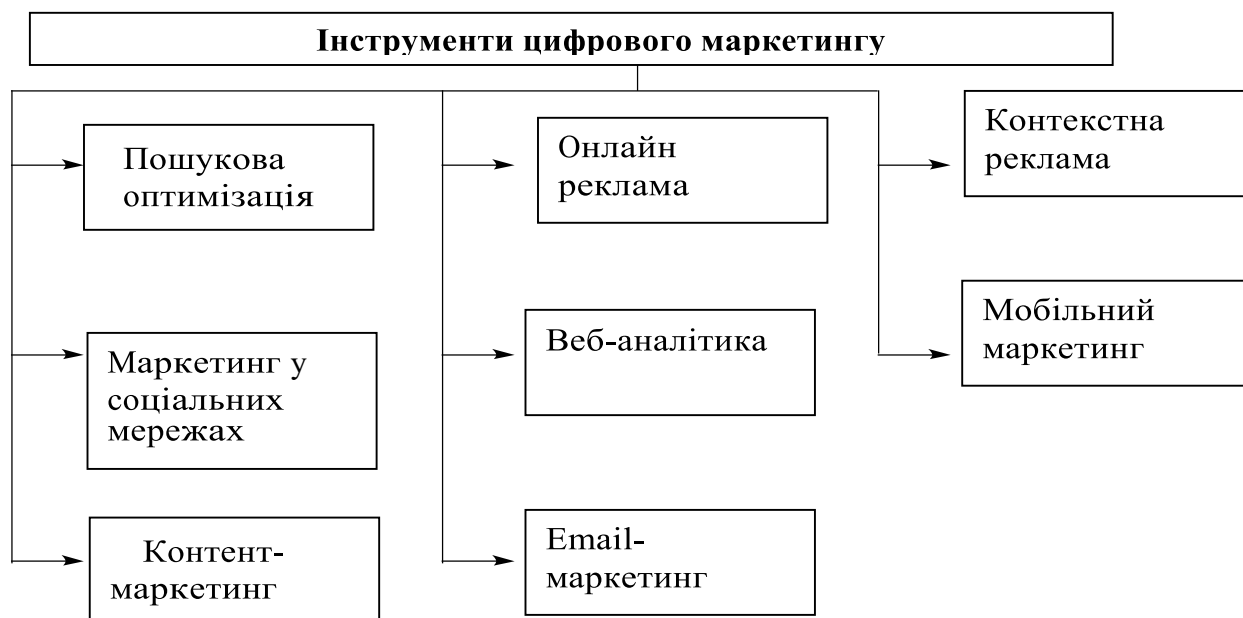 Інструменти цифрового маркетингу
Пошукова
оптимізація
Маркетинг у
соціальних
мережах
Контент-
маркетинг
Онлайн
реклама
Веб-аналітика
Email-
маркетинг
Контекстна
реклама
Мобільний
маркетинг